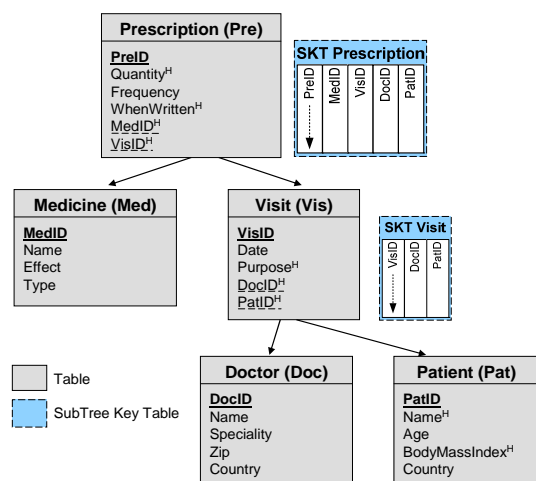 Prescription (Pre)
PreID
Quantityᴴ
Frequency
WhenWrittenᴴ
MedIDᴴ
VisIDᴴ
SKT Prescription
PreID
MedID
VisID
DocID
PatID
Medicine (Med)
MedID
Name
Effect
Type
Visit (Vis)
VisID
Date
Purposeᴴ
DocIDᴴ
PatIDᴴ
SKT Visit
VisID
DocID
PatID
Table
SubTree Key Table
Doctor (Doc)
DocID
Name
Speciality
Zip
Country
Patient (Pat)
PatID
Nameᴴ
Age
BodyMassIndexᴴ
Country